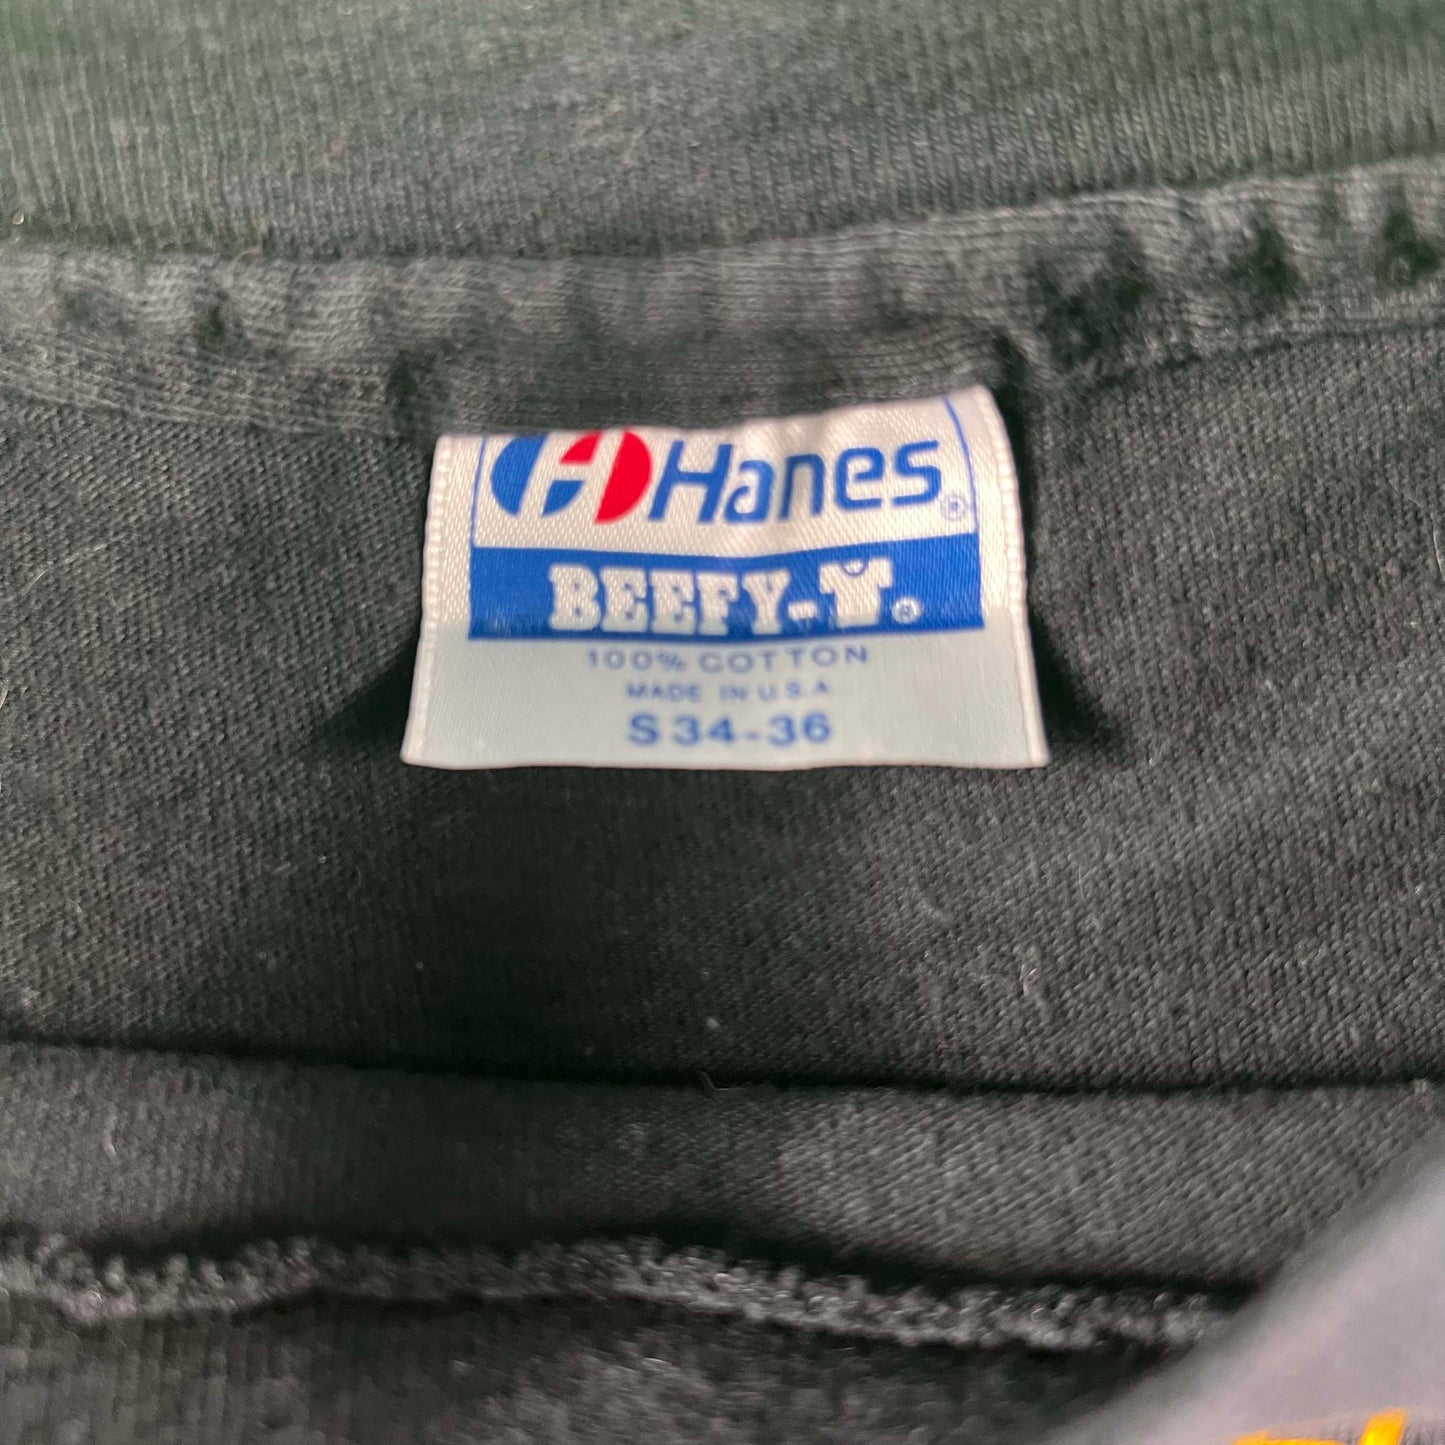 Hanes®
BEEFY-T®
100% COTTON
MADE IN U.S.A
S 34-36